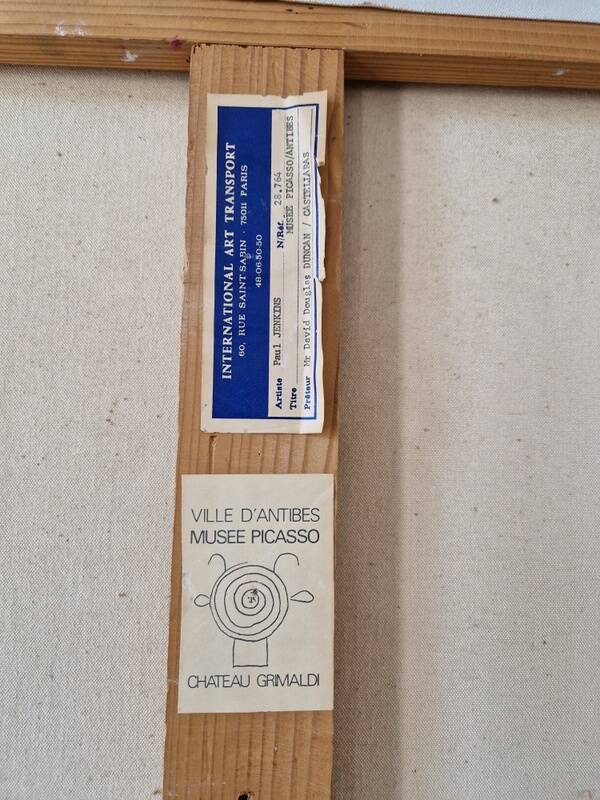 INTERNATIONAL ART TRANSPORT
60, RUE SAINT-SABIN - 75011 PARIS
48-06-50-50
Artiste Paul JENKINS N/Réf. 28.764
Titre MUSEE PICASSO/ANTIBES
Prêteur Mr David Douglas DUNCAN / CASTELLARAS
VILLE D'ANTIBES
MUSEE PICASSO
CHATEAU GRIMALDI